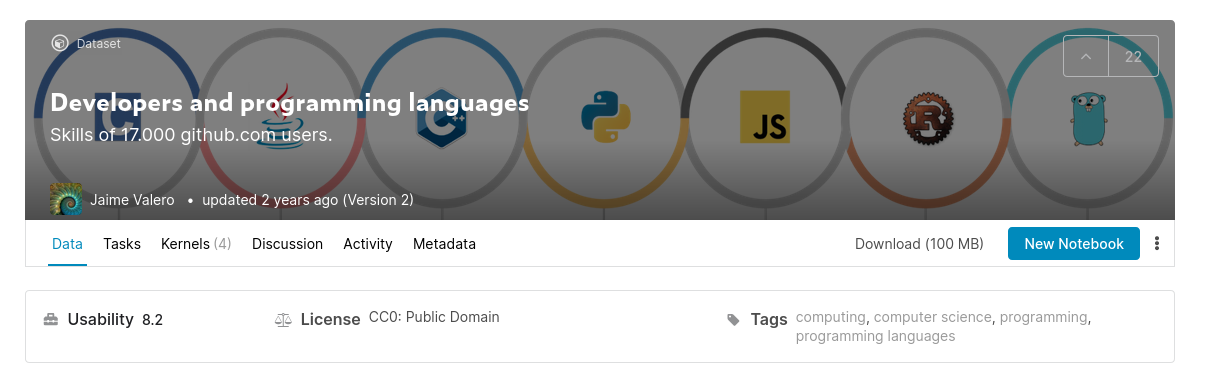 Dataset
22
Developers and programming languages
Skills of 17.000 github.com users.
C
C++
JS
R
Jaime Valero • updated 2 years ago (Version 2)
Data Tasks Kernels (4) Discussion Activity Metadata Download (100 MB) New Notebook
Usability 8.2 License CC0: Public Domain Tags computing, computer science, programming,
programming languages